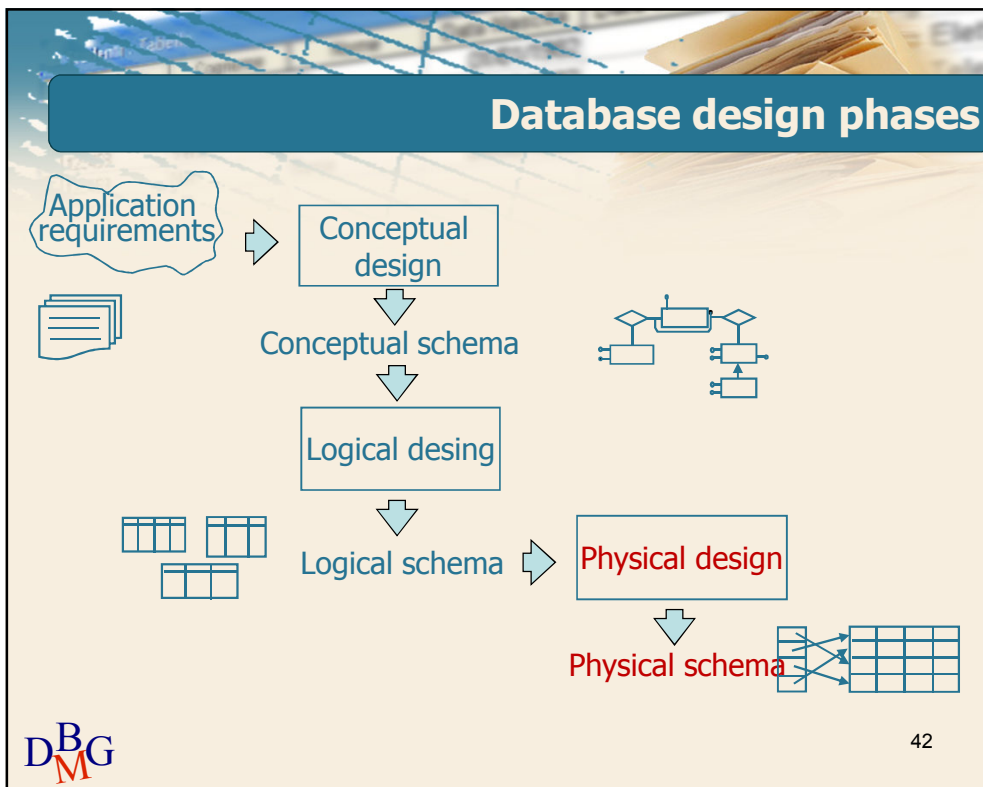 Database design phases
Application
requirements
Conceptual
design
Conceptual schema
Logical desing
Logical schema
Physical design
Physical schema
DBMG
42